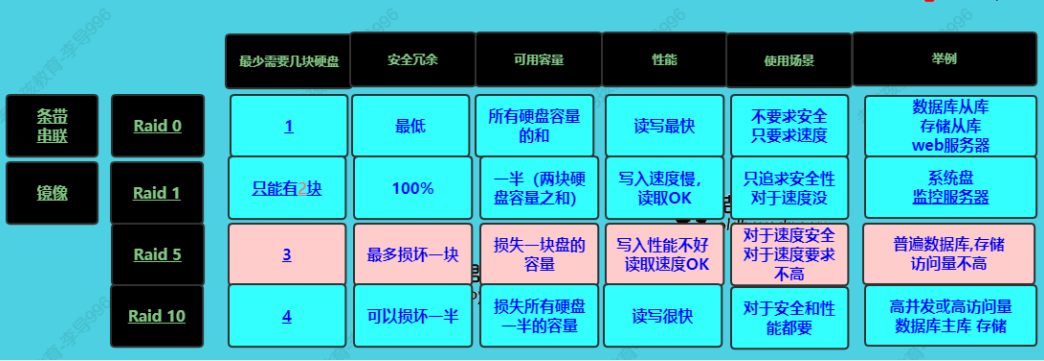 最少需要几块硬盘
安全冗余
可用容量
性能
使用场景
举例
条带
串联
Raid 0
1
最低
所有硬盘容量
的和
读写最快
不要求安全
只要求速度
数据库从库
存储从库
web服务器
镜像
Raid 1
只能有2块
100%
一半（两块硬
盘容量之和)
写入速度慢，
读取OK
只追求安全性
对于速度没
系统盘
监控服务器
Raid 5
3
最多损坏一块
损失一块盘的
容量
写入性能不好
读取速度OK
对于速度安全
对于速度要求
不高
普遍数据库,存储
访问量不高
Raid 10
4
可以损坏一半
损失所有硬盘
一半的容量
读写很快
对于安全和性
能都要
高并发或高访问量
数据库主库 存储